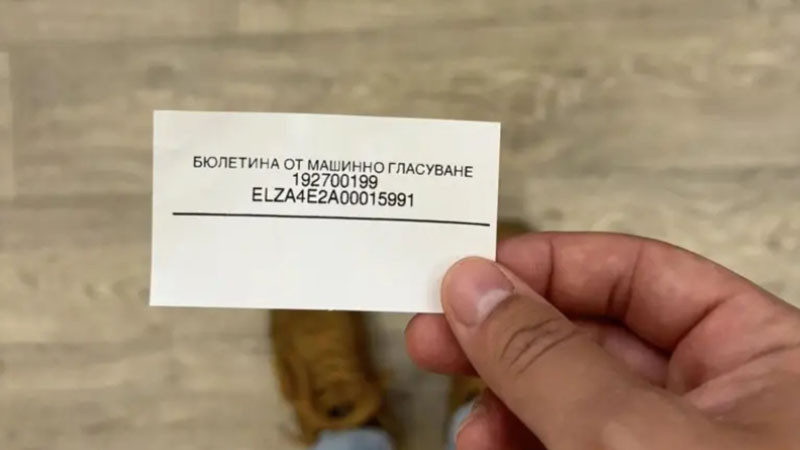 БЮЛЕТИНА ОТ МАШИННО ГЛАСУВАНЕ
192700199
ELZA4E2A00015991